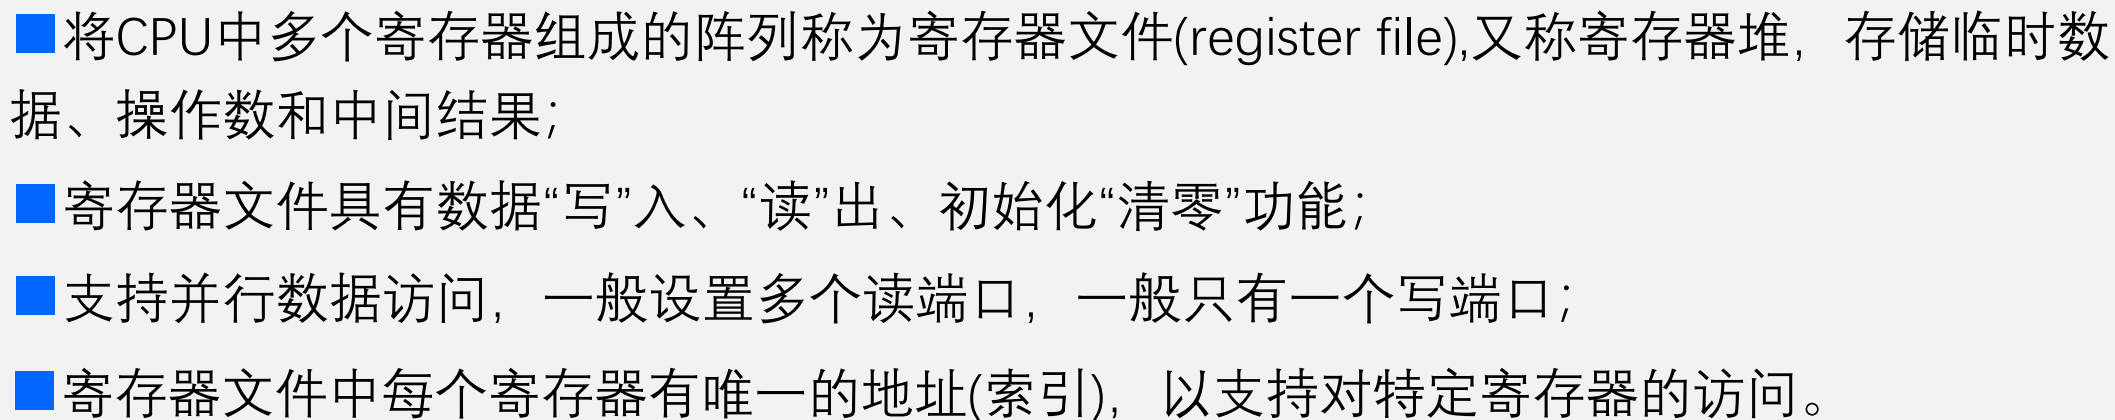 ■将CPU中多个寄存器组成的阵列称为寄存器文件(register file),又称寄存器堆，存储临时数
据、操作数和中间结果；
■寄存器文件具有数据“写”入、“读”出、初始化“清零”功能；
■支持并行数据访问，一般设置多个读端口，一般只有一个写端口；
■寄存器文件中每个寄存器有唯一的地址(索引)，以支持对特定寄存器的访问。